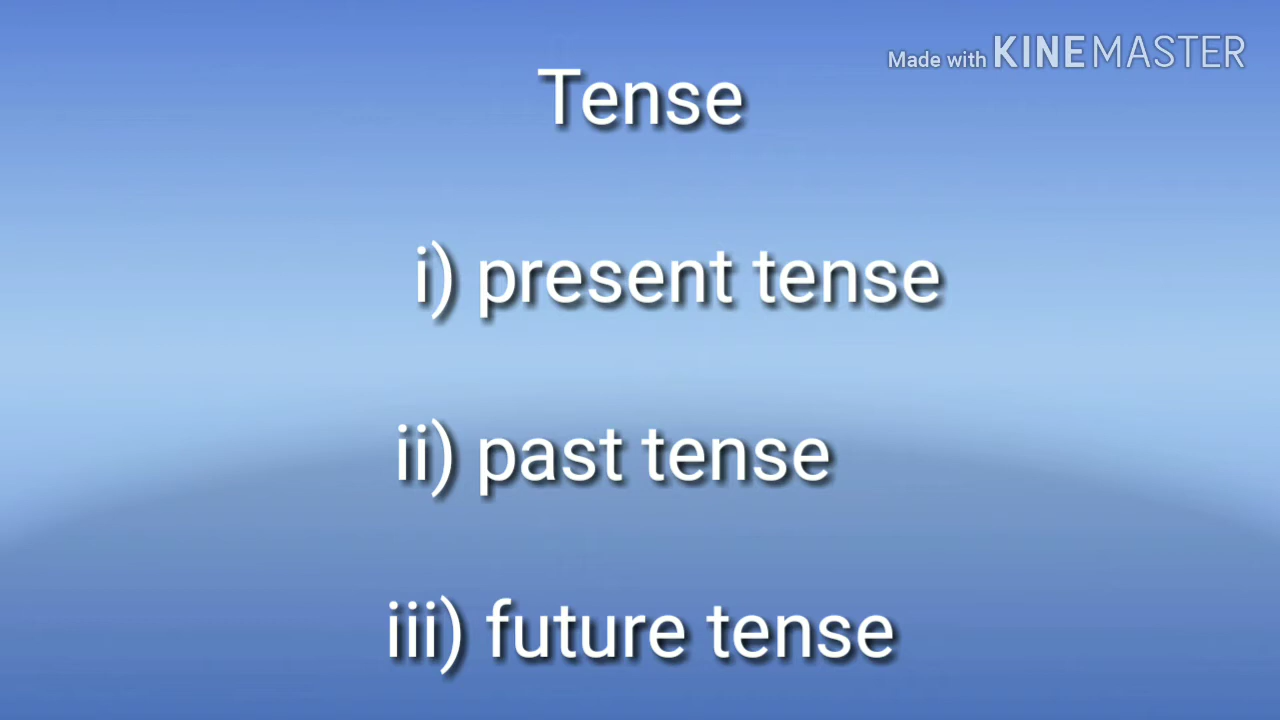 Made with KINEMASTER
Tense
i) present tense
ii) past tense
iii) future tense